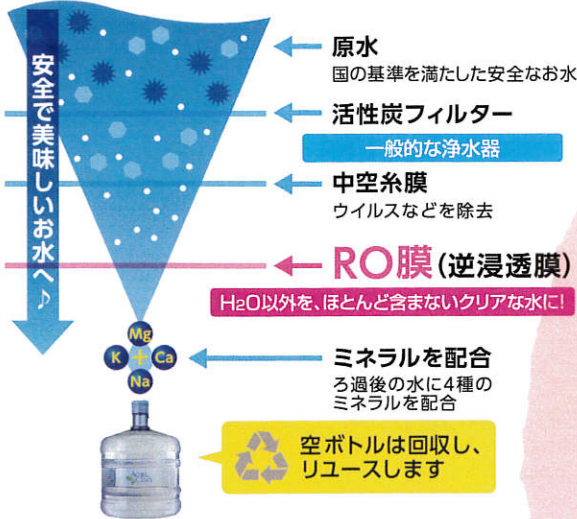 安全で美味しいお水へ♪
原水
国の基準を満たした安全なお水
活性炭フィルター
一般的な浄水器
中空糸膜
ウイルスなどを除去
RO膜(逆浸透膜)
H2O以外を、ほとんど含まないクリアな水に!
Mg
K + Ca
Na
ミネラルを配合
ろ過後の水に4種の
ミネラルを配合
空ボトルは回収し、
リユースします